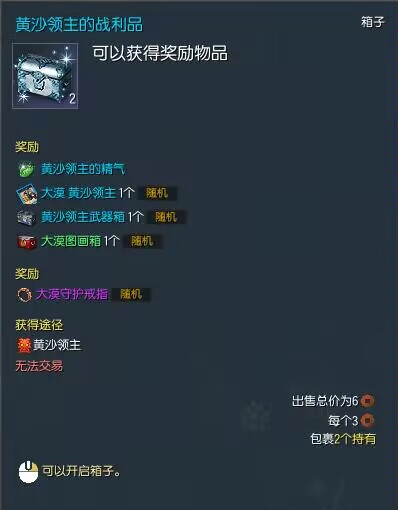 黄沙领主的战利品
箱子
可以获得奖励物品
2
奖励
黄沙领主的精气
大漠 黄沙领主 1个 随机
黄沙领主武器箱 1个 随机
大漠图画箱 1个 随机
奖励
大漠守护戒指 随机
获得途径
黄沙领主
无法交易
出售总价为6
每个3
包裹2个持有
可以开启箱子。